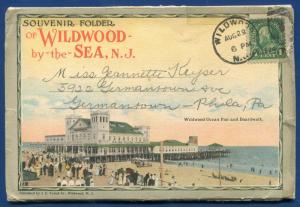 SOUVENIR FOLDER
OF WILDWOOD
by-the-SEA, N.J.
WILDWOOD
AUG 29
6 PM
N.J.
Miss Jeannette Keyser
5920 Germantown Ave
Germantown - Phila, Pa
Wildwood Ocean Pier and Boardwalk.